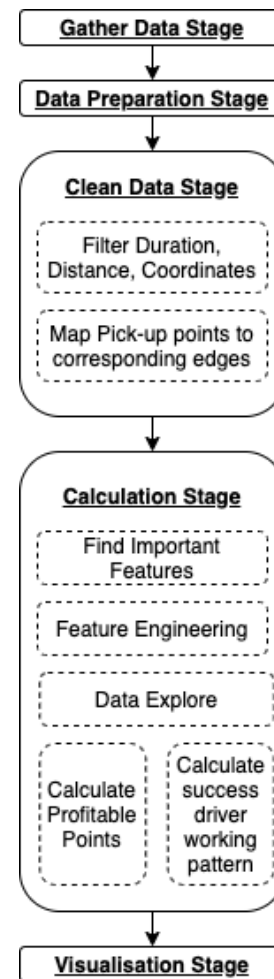 Gather Data Stage
Data Preparation Stage
Clean Data Stage
Filter Duration,
Distance, Coordinates
Map Pick-up points to
corresponding edges
Calculation Stage
Find Important
Features
Feature Engineering
Data Explore
Calculate
Profitable
Points
Calculate
success
driver
working
pattern
Visualisation Stage